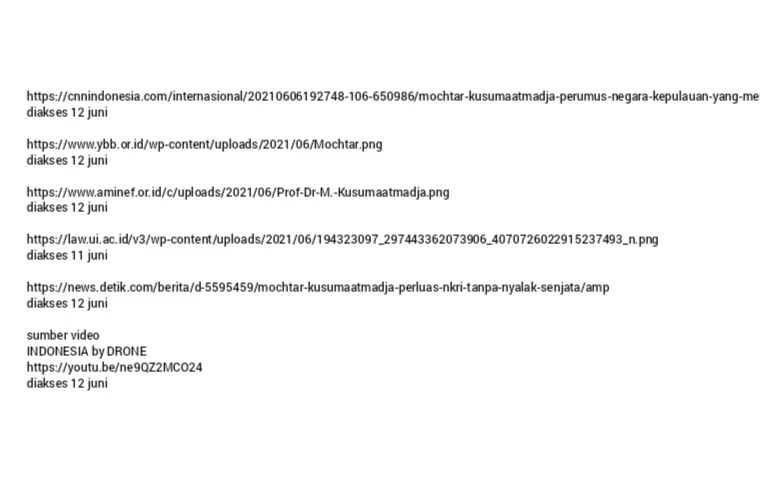 https://cnnindonesia.com/internasional/20210606192748-106-650986/mochtar-kusumaatmadja-perumus-negara-kepulauan-yang-me
diakses 12 juni
https://www.ybb.or.id/wp-content/uploads/2021/06/Mochtar.png
diakses 12 juni
https://www.aminef.or.id/c/uploads/2021/06/Prof-Dr-M.-Kusumaatmadja.png
diakses 12 juni
https://law.ui.ac.id/v3/wp-content/uploads/2021/06/194323097_297443362073906_4070726022915237493_n.png
diakses 11 juni
https://news.detik.com/berita/d-5595459/mochtar-kusumaatmadja-perluas-nkri-tanpa-nyalak-senjata/amp
diakses 12 juni
sumber video
INDONESIA by DRONE
https://youtu.be/ne9QZ2MCO24
diakses 12 juni